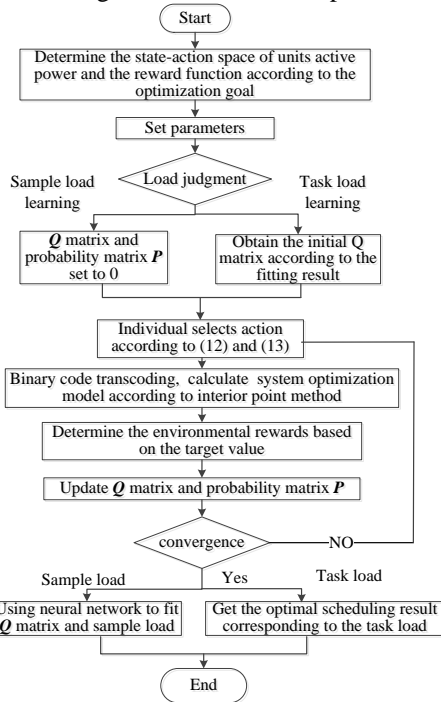 Start
Determine the state-action space of units active
power and the reward function according to the
optimization goal
Set parameters
Load judgment
Sample load
learning
Task load
learning
Q matrix and
probability matrix P
set to 0
Obtain the initial Q
matrix according to the
fitting result
Individual selects action
according to (12) and (13)
Binary code transcoding, calculate system optimization
model according to interior point method
Determine the environmental rewards based
on the target value
Update Q matrix and probability matrix P
convergence
NO
Sample load
Yes
Task load
Using neural network to fit
Q matrix and sample load
Get the optimal scheduling result
corresponding to the task load
End